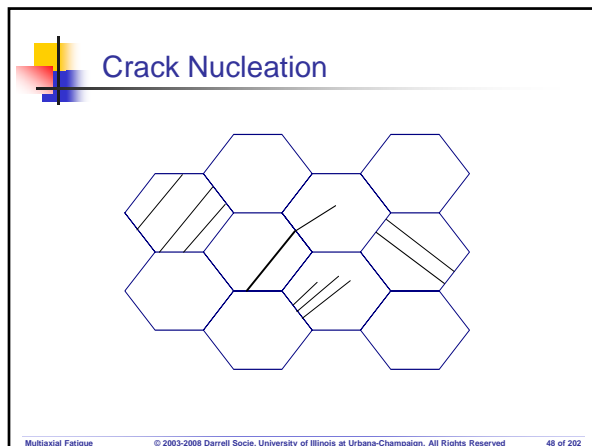 Crack Nucleation
Multiaxial Fatigue © 2003-2008 Darrell Socie, University of Illinois at Urbana-Champaign, All Rights Reserved 48 of 202